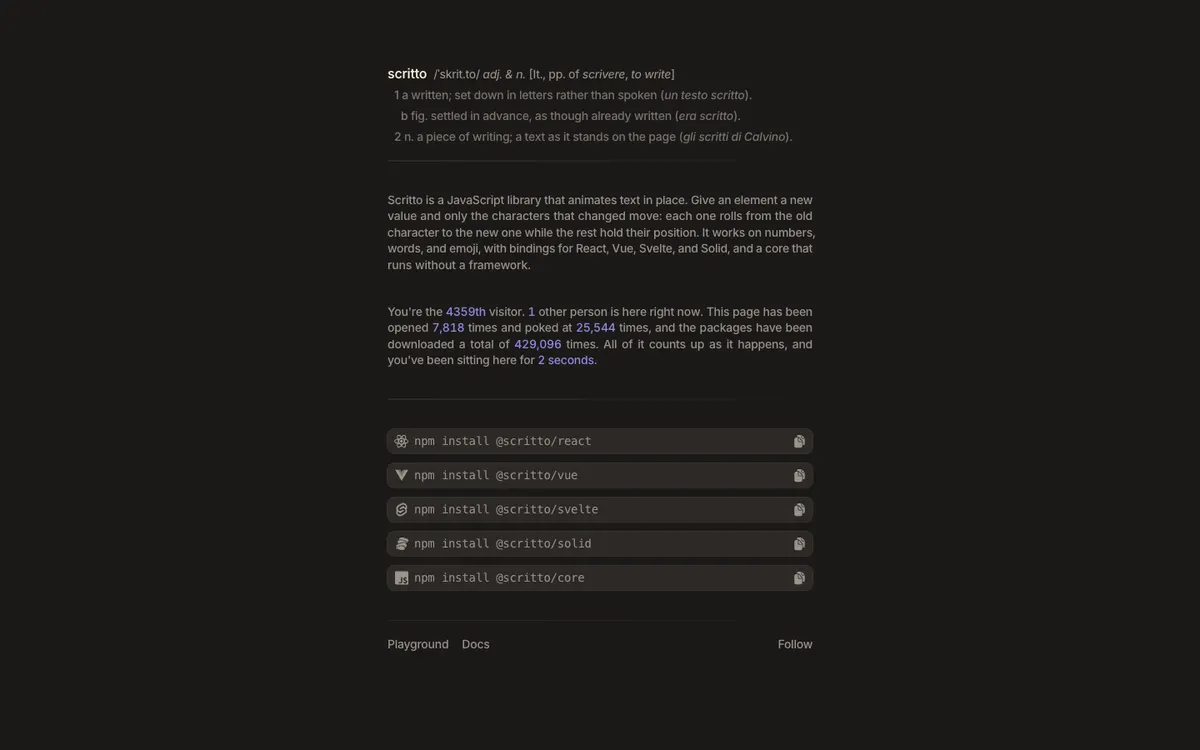 scritto /ˈskrit.to/ adj. & n. [It., pp. of scrivere, to write]
1 a written; set down in letters rather than spoken (un testo scritto).
b fig. settled in advance, as though already written (era scritto).
2 n. a piece of writing; a text as it stands on the page (gli scritti di Calvino).
Scritto is a JavaScript library that animates text in place. Give an element a new
value and only the characters that changed move: each one rolls from the old
character to the new one while the rest hold their position. It works on numbers,
words, and emoji, with bindings for React, Vue, Svelte, and Solid, and a core that
runs without a framework.
You're the 4359th visitor. 1 other person is here right now. This page has been
opened 7,818 times and poked at 25,544 times, and the packages have been
downloaded a total of 429,096 times. All of it counts up as it happens, and
you've been sitting here for 2 seconds.
npm install @scritto/react
npm install @scritto/vue
npm install @scritto/svelte
npm install @scritto/solid
JS npm install @scritto/core
Playground Docs Follow